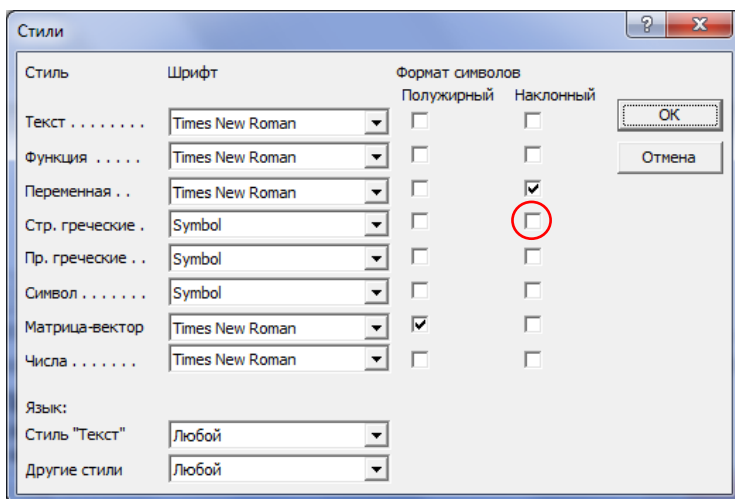 Стили
Стиль Шрифт Формат символов
Полужирный Наклонный
Текст . . . . . . . . Times New Roman OK
Функция . . . . . Times New Roman Отмена
Переменная . . Times New Roman
Стр. греческие . Symbol
Пр. греческие . . Symbol
Символ . . . . . . . Symbol
Матрица-вектор Times New Roman
Числа . . . . . . . Times New Roman
Язык:
Стиль "Текст" Любой
Другие стили Любой